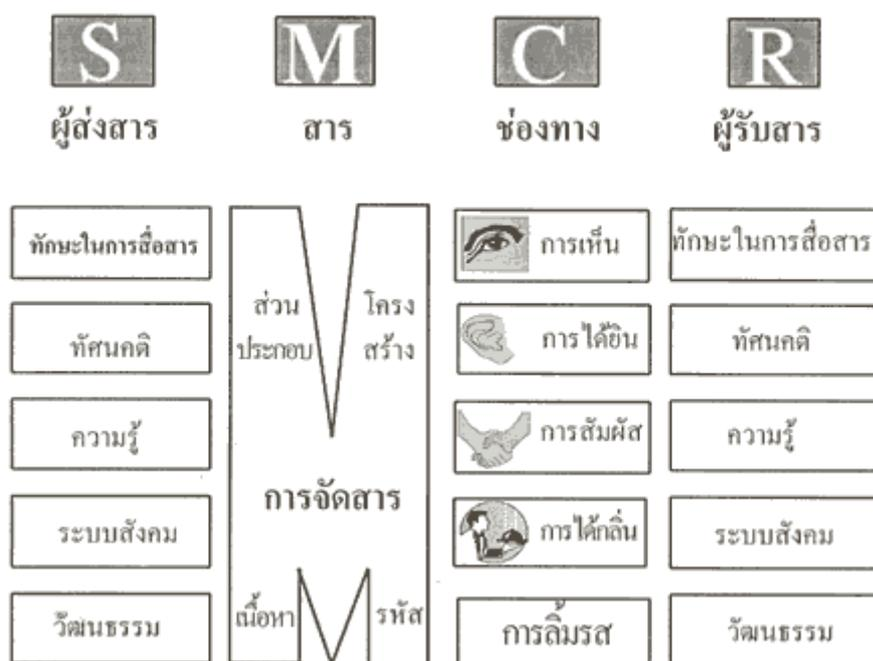 S M C R
ผู้ส่งสาร สาร ช่องทาง ผู้รับสาร
ทักษะในการสื่อสาร
ทัศนคติ
ความรู้
ระบบสังคม
วัฒนธรรม
ส่วน
ประกอบ
โครง
สร้าง
การจัดสาร
เนื้อหา
รหัส
การเห็น
การได้ยิน
การสัมผัส
การได้กลิ่น
การลิ้มรส
ทักษะในการสื่อสาร
ทัศนคติ
ความรู้
ระบบสังคม
วัฒนธรรม